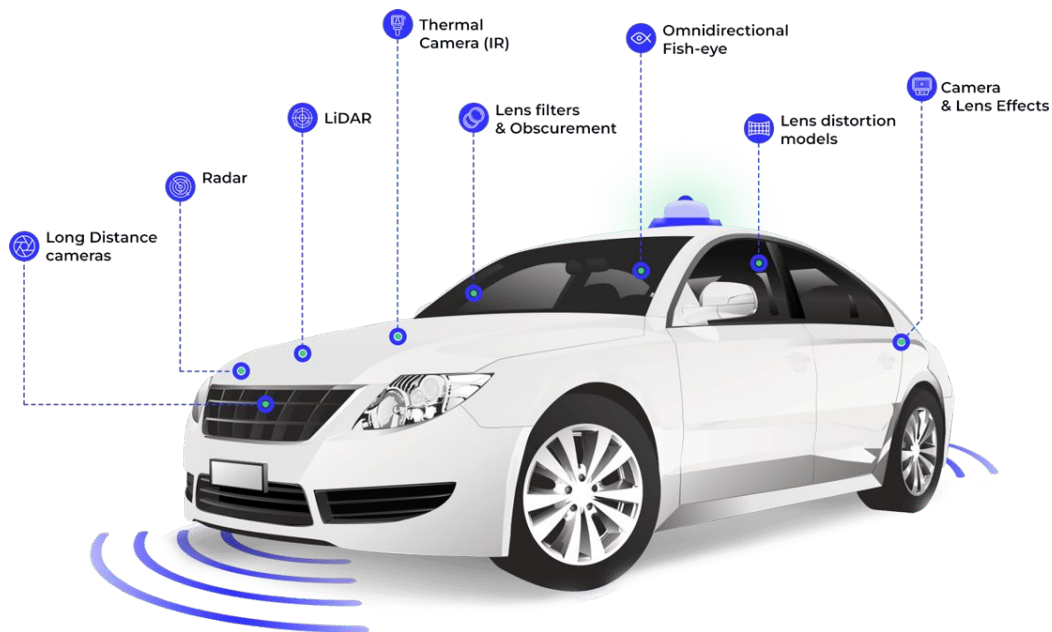 Thermal
Camera (IR)
Omnidirectional
Fish-eye
Camera
& Lens Effects
LiDAR
Lens filters
& Obscurement
Lens distortion
models
Radar
Long Distance
cameras